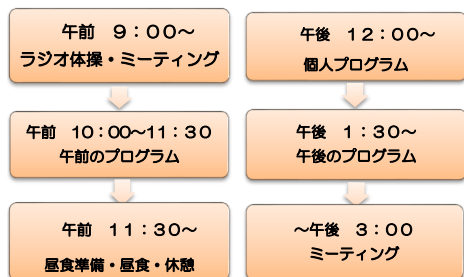 午前　９：００～
ラジオ体操・ミーティング
午前　１０：００～１１：３０
午前のプログラム
午前　１１：３０～
昼食準備・昼食・休憩
午後　１２：００～
個人プログラム
午後　１：３０～
午後のプログラム
～午後　３：００
ミーティング